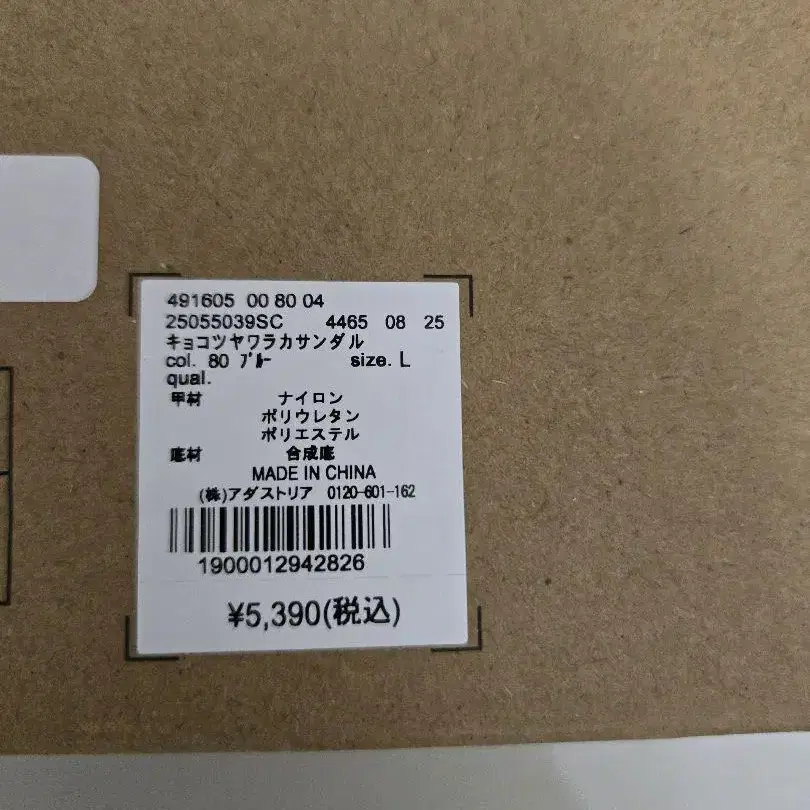 491605 00 80 04
25055039SC 4465 08 25
キョコツヤワラカサンダル
col. 80 ブルー size. L
qual.
甲材 ナイロン
ポリウレタン
ポリエステル
底材 合成底
MADE IN CHINA
(株)アダストリア 0120-601-162
1900012942826
¥5,390(税込)